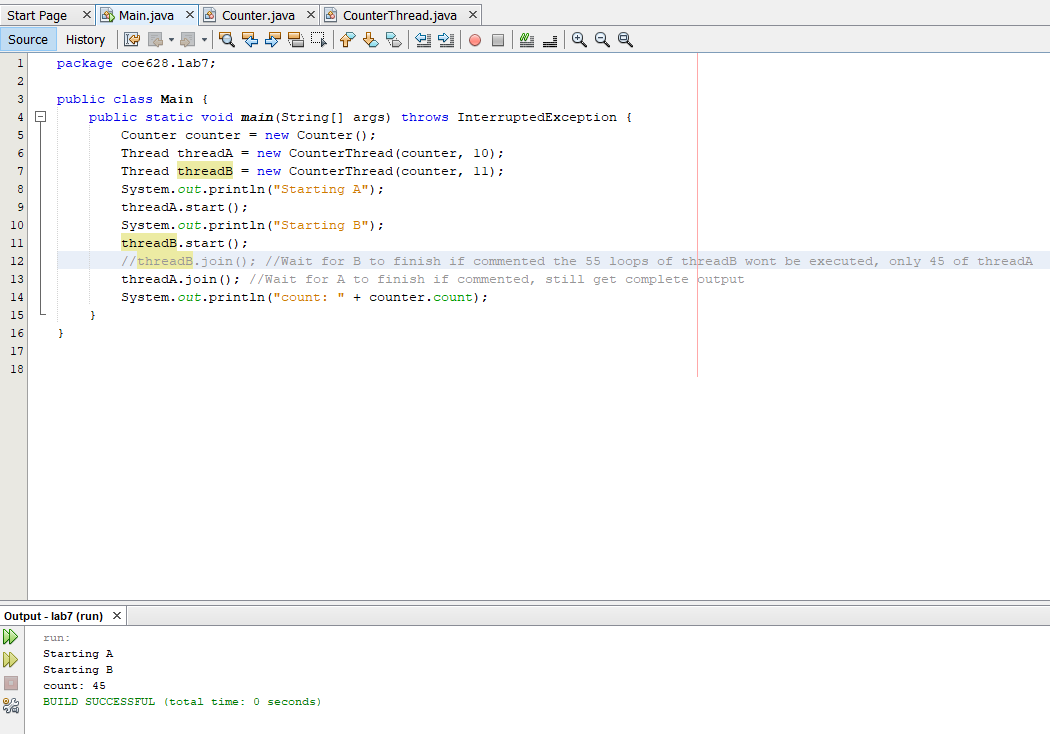 Start Page
Main.java
Counter.java
CounterThread.java
Source History
1 package coe628.lab7;
2
3 public class Main {
4 public static void main(String[] args) throws InterruptedException {
5 Counter counter = new Counter();
6 Thread threadA = new CounterThread(counter, 10);
7 Thread threadB = new CounterThread(counter, 11);
8 System.out.println("Starting A");
9 threadA.start();
10 System.out.println("Starting B");
11 threadB.start();
12 //threadB.join(); //Wait for B to finish if commented the 55 loops of threadB wont be executed, only 45 of threadA
13 threadA.join(); //Wait for A to finish if commented, still get complete output
14 System.out.println("count: " + counter.count);
15 }
16 }
17
18
Output - lab7 (run)
run:
Starting A
Starting B
count: 45
BUILD SUCCESSFUL (total time: 0 seconds)